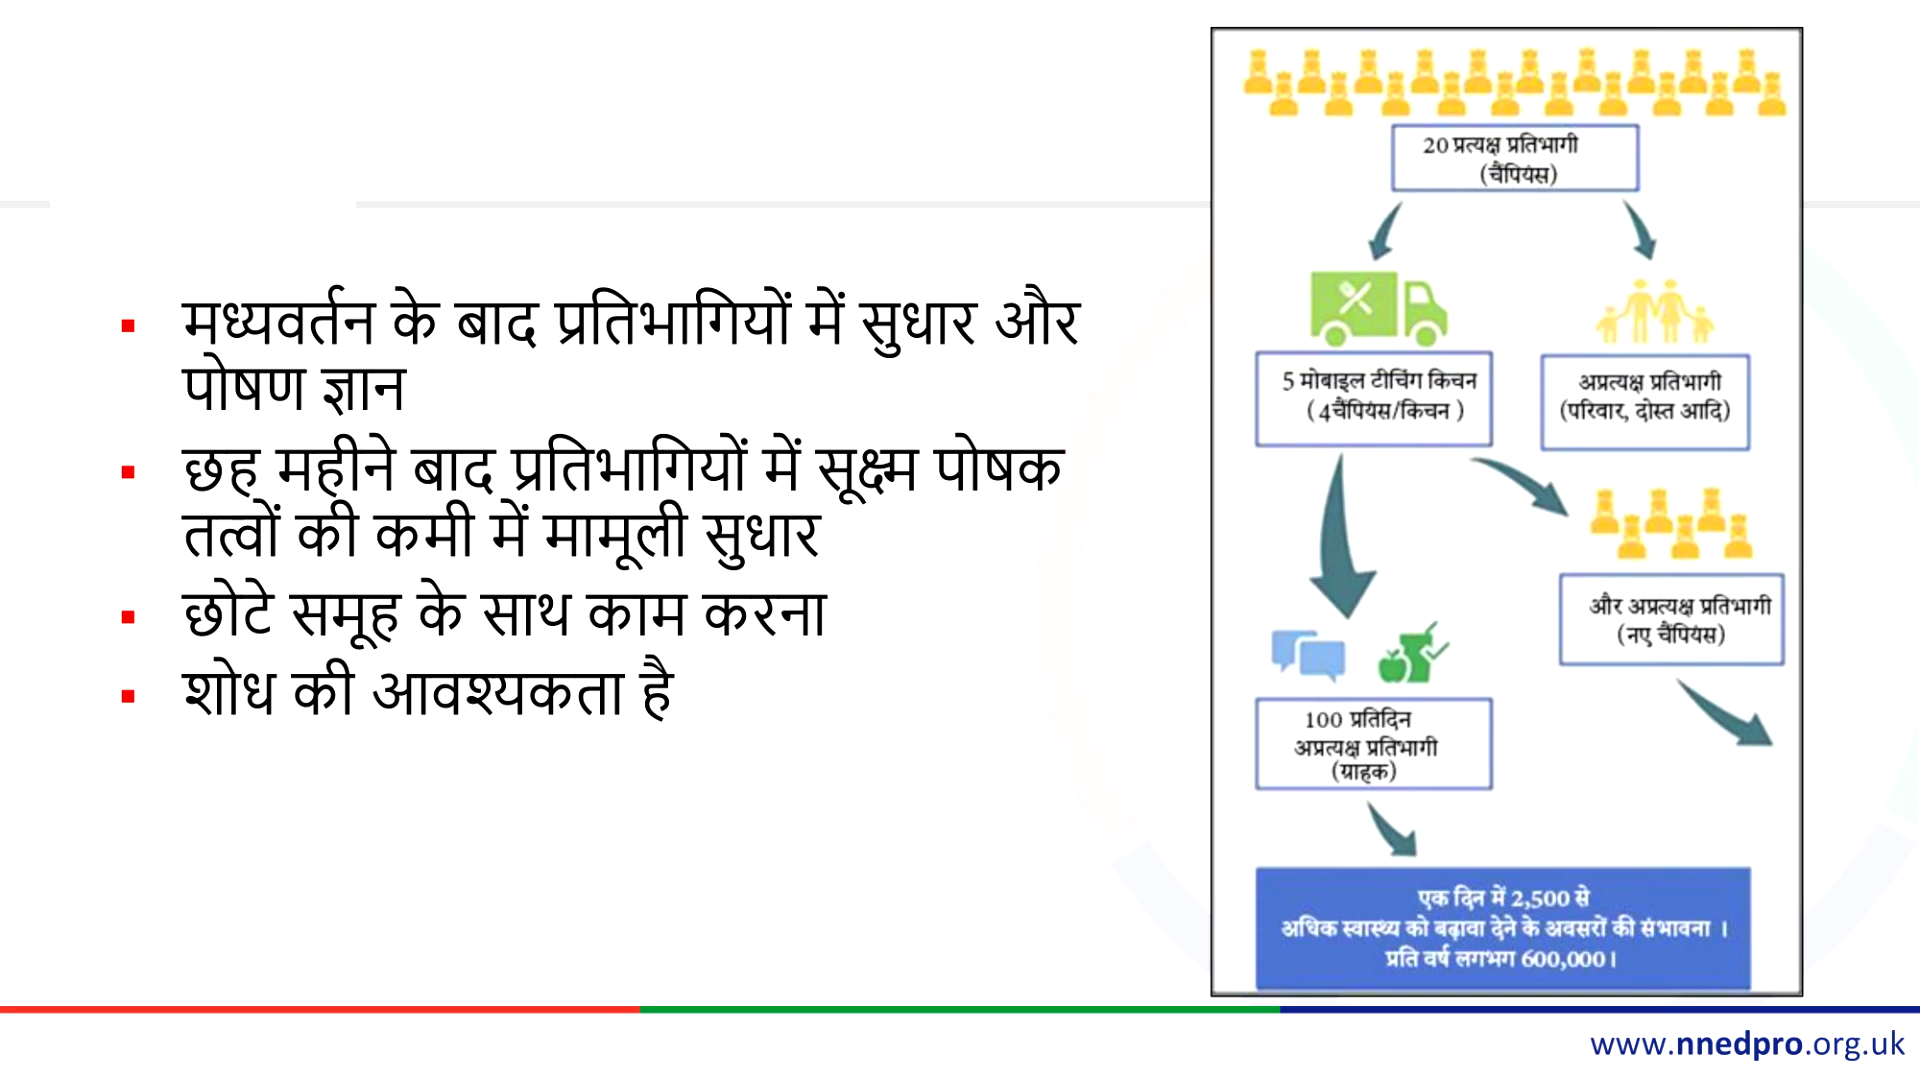 मध्यवर्तन के बाद प्रतिभागियों में सुधार और
पोषण ज्ञान
छह महीने बाद प्रतिभागियों में सूक्ष्म पोषक
तत्वों की कमी में मामूली सुधार
छोटे समूह के साथ काम करना
शोध की आवश्यकता है
20 प्रत्यक्ष प्रतिभागी
(चैंपियंस)
5 मोबाइल टीचिंग किचन
( 4चैंपियंस/किचन )
अप्रत्यक्ष प्रतिभागी
(परिवार, दोस्त आदि)
और अप्रत्यक्ष प्रतिभागी
(नए चैंपियंस)
100 प्रतिदिन
अप्रत्यक्ष प्रतिभागी
(ग्राहक)
एक दिन में 2,500 से
अधिक स्वास्थ्य को बढ़ावा देने के अवसरों की संभावना ।
प्रति वर्ष लगभग 600,000।
www.nnedpro.org.uk